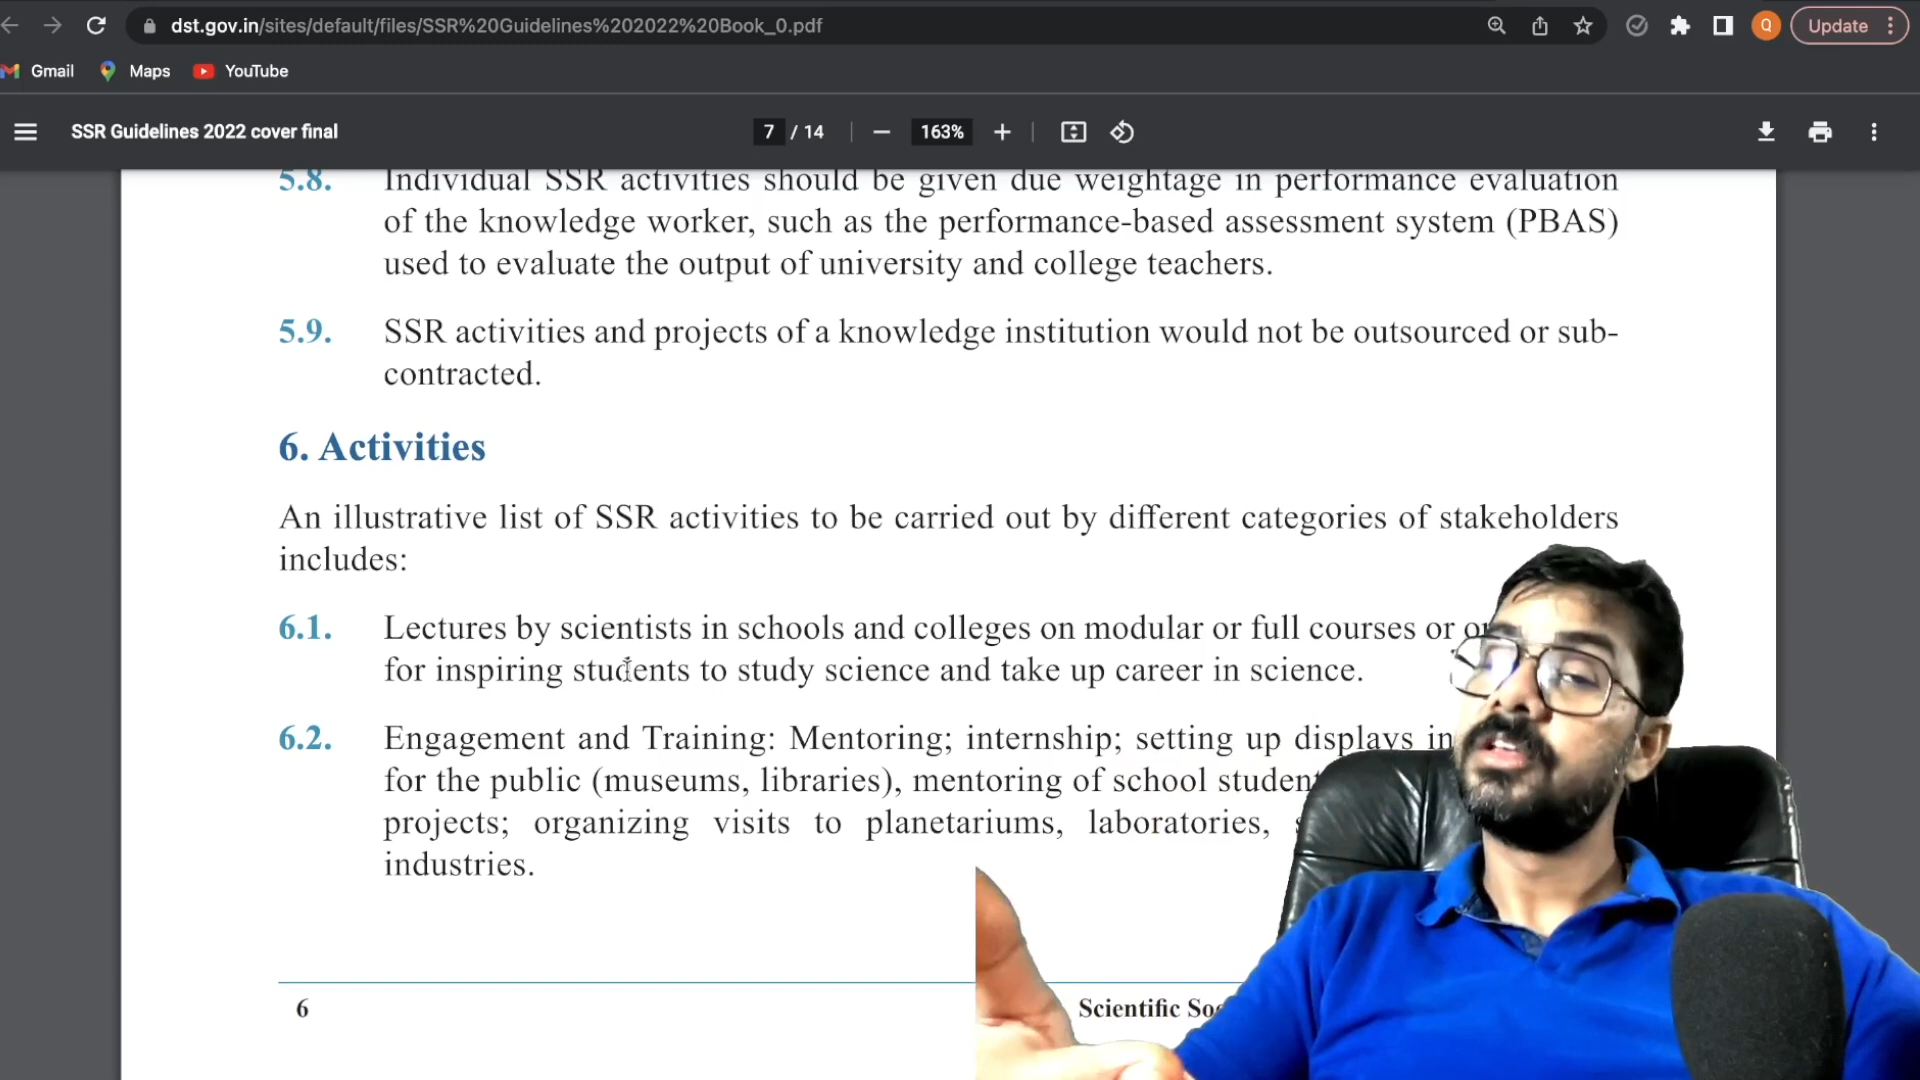 dst.gov.in/sites/default/files/SSR%20Guidelines%202022%20Book_0.pdf
Q
Update
Gmail
Maps
YouTube
SSR Guidelines 2022 cover final
7 / 14
163%
5.8. Individual SSR activities should be given due weightage in performance evaluation
of the knowledge worker, such as the performance-based assessment system (PBAS)
used to evaluate the output of university and college teachers.
5.9. SSR activities and projects of a knowledge institution would not be outsourced or sub-
contracted.
6. Activities
An illustrative list of SSR activities to be carried out by different categories of stakeholders
includes:
6.1. Lectures by scientists in schools and colleges on modular or full courses or
for inspiring students to study science and take up career in science.
6.2. Engagement and Training: Mentoring; internship; setting up displays in
for the public (museums, libraries), mentoring of school
projects; organizing visits to planetariums, laboratories,
industries.
6
Scientific